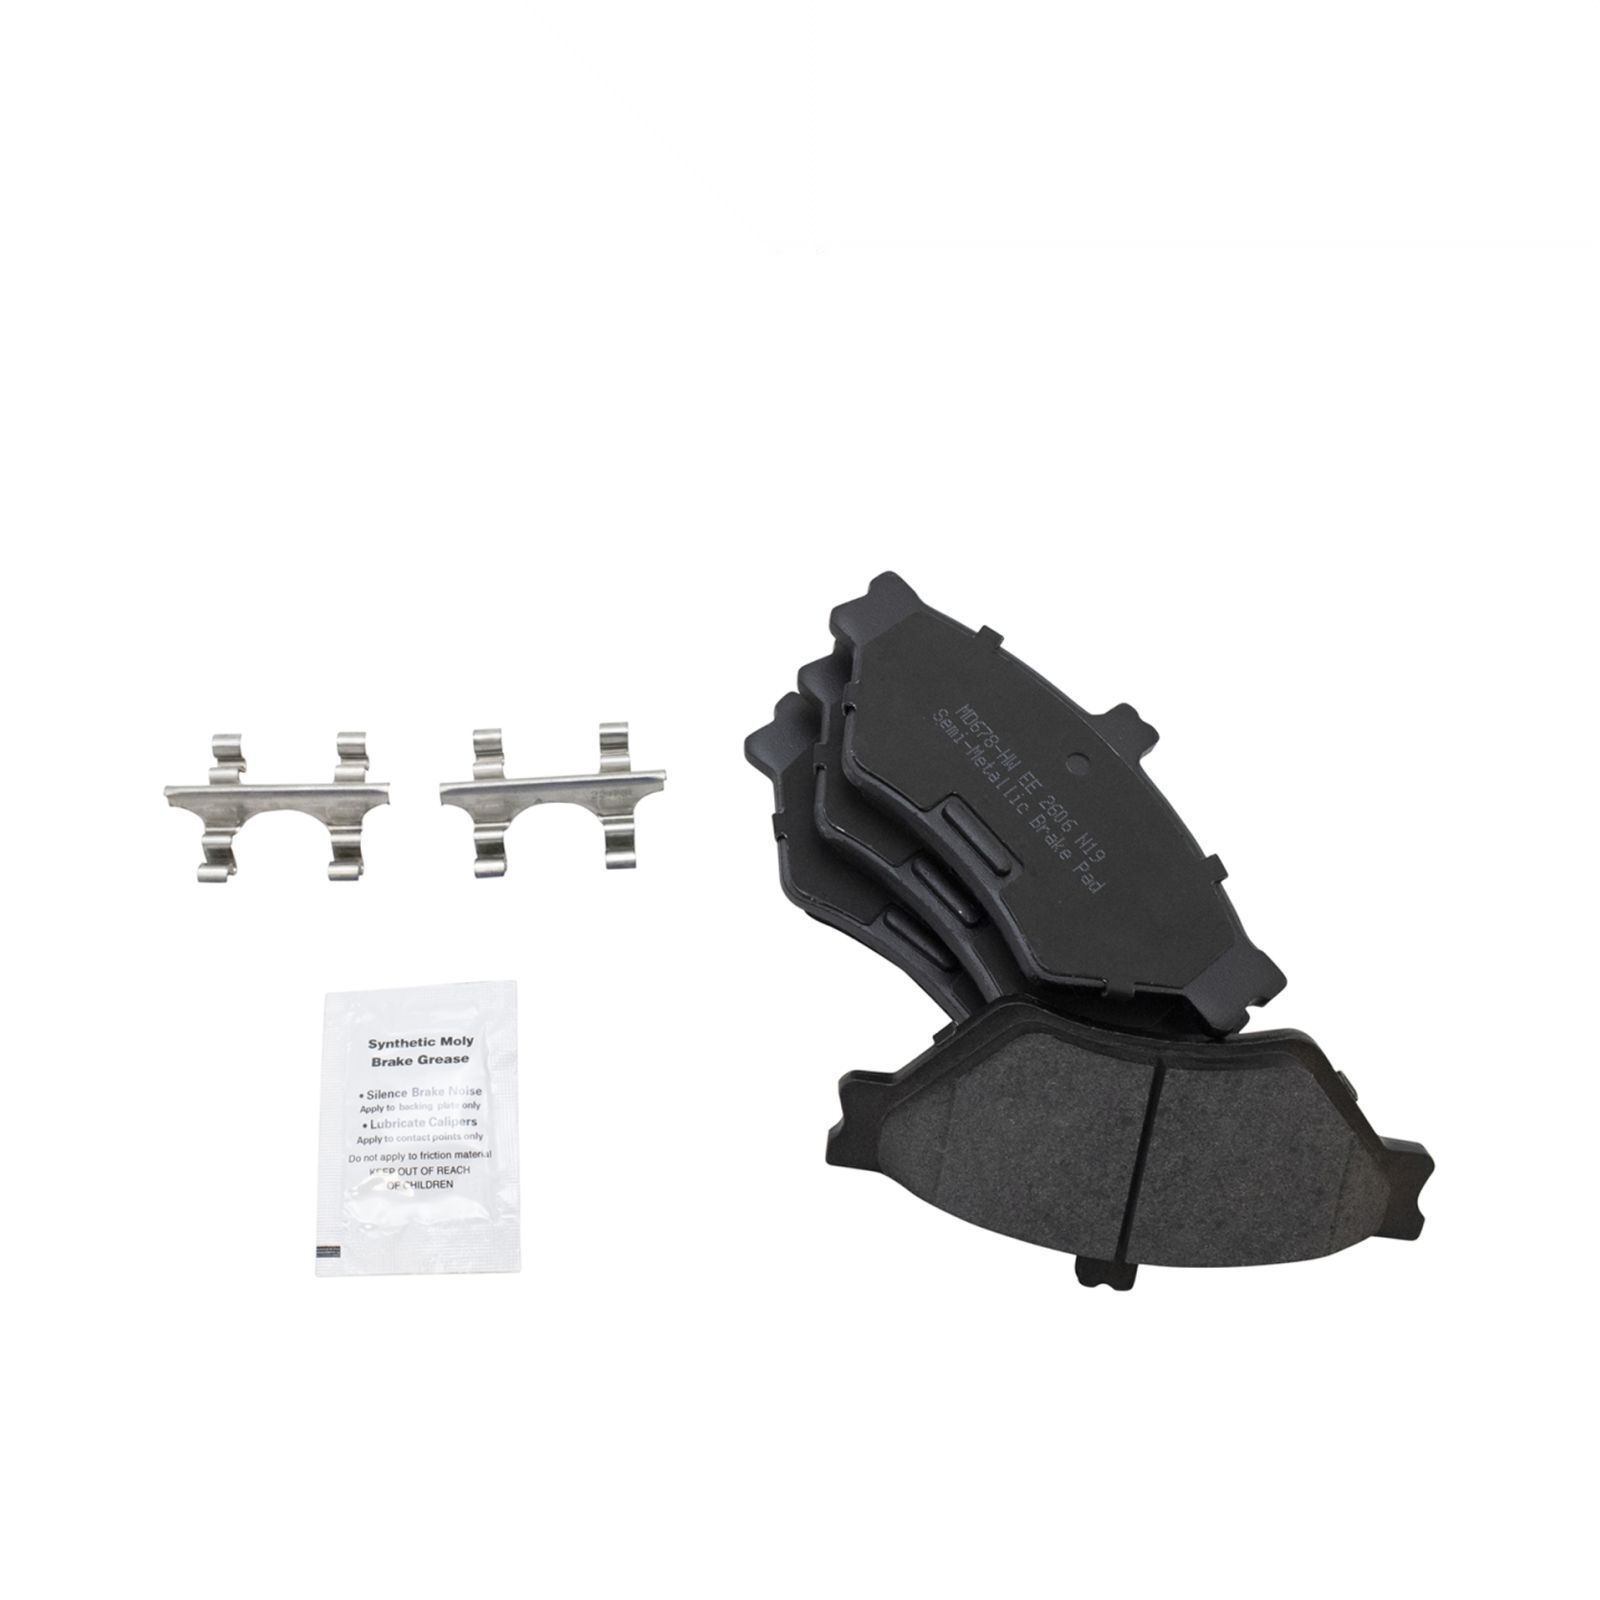 MD678-HW EE 2606 N19
Semi-Metallic Brake Pad
Synthetic Moly
Brake Grease
• Silence Brake Noise
Apply to backing plate only
• Lubricate Calipers
Apply to contact points only
Do not apply to friction material
KEEP OUT OF REACH
OF CHILDREN